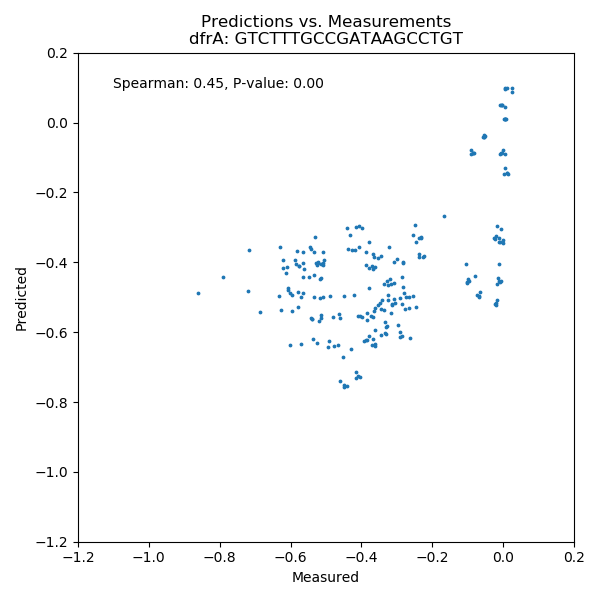 Predictions vs. Measurements
dfrA: GTCTTTGCCGATAAGCCTGT
Spearman: 0.45, P-value: 0.00
0.2
0.0
−0.2
−0.4
−0.6
−0.8
−1.0
−1.2
Predicted
−1.2 −1.0 −0.8 −0.6 −0.4 −0.2 0.0 0.2
Measured